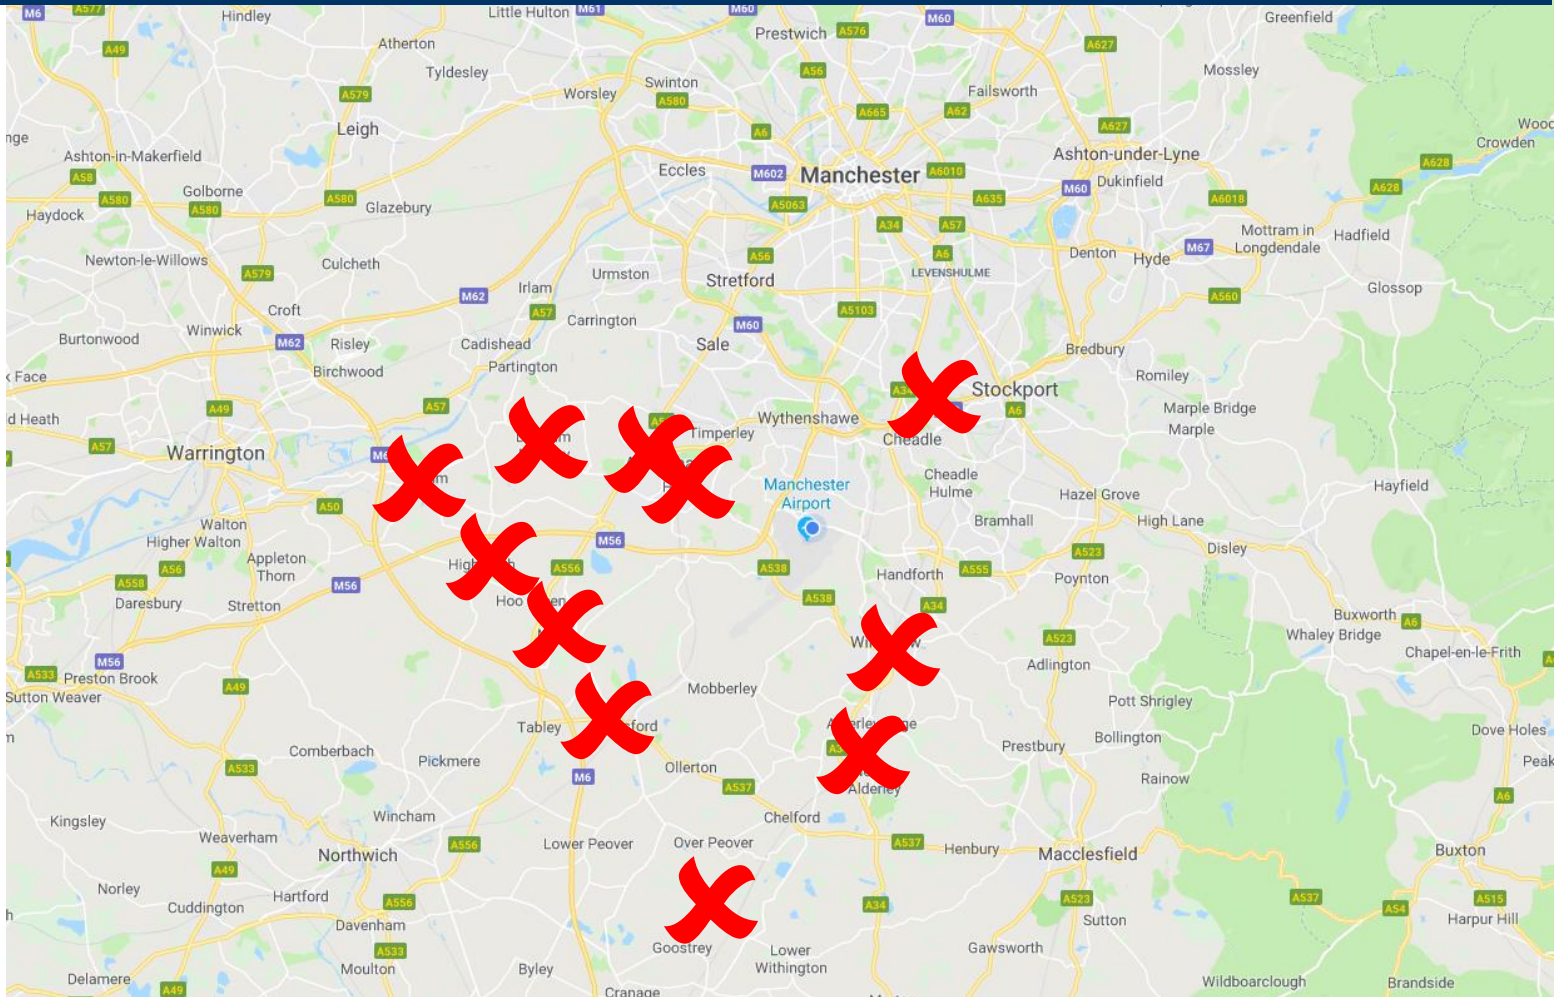 M6
A577
Hindley
Little Hulton
M61
M60
M60
Greenfield
A49
Atherton
Prestwich
A576
A627
Tyldesley
A56
Mossley
Swinton
Worsley
A580
Failsworth
A579
A665
A62
Leigh
A6
A627
Crowden
Ashton-in-Makerfield
Eccles
M602
Manchester
A6010
Ashton-under-Lyne
A628
A58
Golborne
M60
Dukinfield
A628
A580
A580
A580
Glazebury
A5063
A635
A6018
Haydock
A34
A57
Mottram in
Longdendale
Hadfield
Newton-le-Willows
A579
Culcheth
A56
A6
Denton
Hyde
M67
Urmston
LEVENSHULME
Stretford
Irlam
M62
A560
Glossop
Croft
A57
Carrington
A5103
Burtonwood
Winwick
M62
Risley
Cadishead
M60
Sale
Bredbury
Birchwood
Partington
Romiley
Face
Stockport
A49
A57
A6
Marple Bridge
d Heath
Wythenshawe
Marple
A57
Timperley
Cheadle
Warrington
Cheadle
Hulme
Manchester
Airport
Hayfield
A50
Hazel Grove
Walton
Higher Walton
Bramhall
High Lane
M56
Disley
Appleton
Thorn
A56
A556
A538
A523
A558
M56
Handforth
A555
Poynton
Daresbury
Stretton
A538
A34
Buxworth
A6
Whaley Bridge
A523
Chapel-en-le-Frith
M56
A533
Preston Brook
Adlington
Sutton Weaver
A49
Mobberley
Pott Shrigley
Tabley
Bollington
Dove Holes
Comberbach
Prestbury
Pickmere
A533
M6
Ollerton
Rainow
Peak
A537
Alderley
A6
Kingsley
Wincham
Chelford
Weaverham
A556
Lower Peover
Over Peover
A537
Henbury
Macclesfield
Buxton
Northwich
A49
Norley
Hartford
A556
A34
A523
A537
A54
A515
Cuddington
Sutton
Harpur Hill
Davenham
A533
Goostrey
Lower
Withington
Gawsworth
Moulton
Byley
Delamere
A49
Cranage
Wildboarclough
Brandside